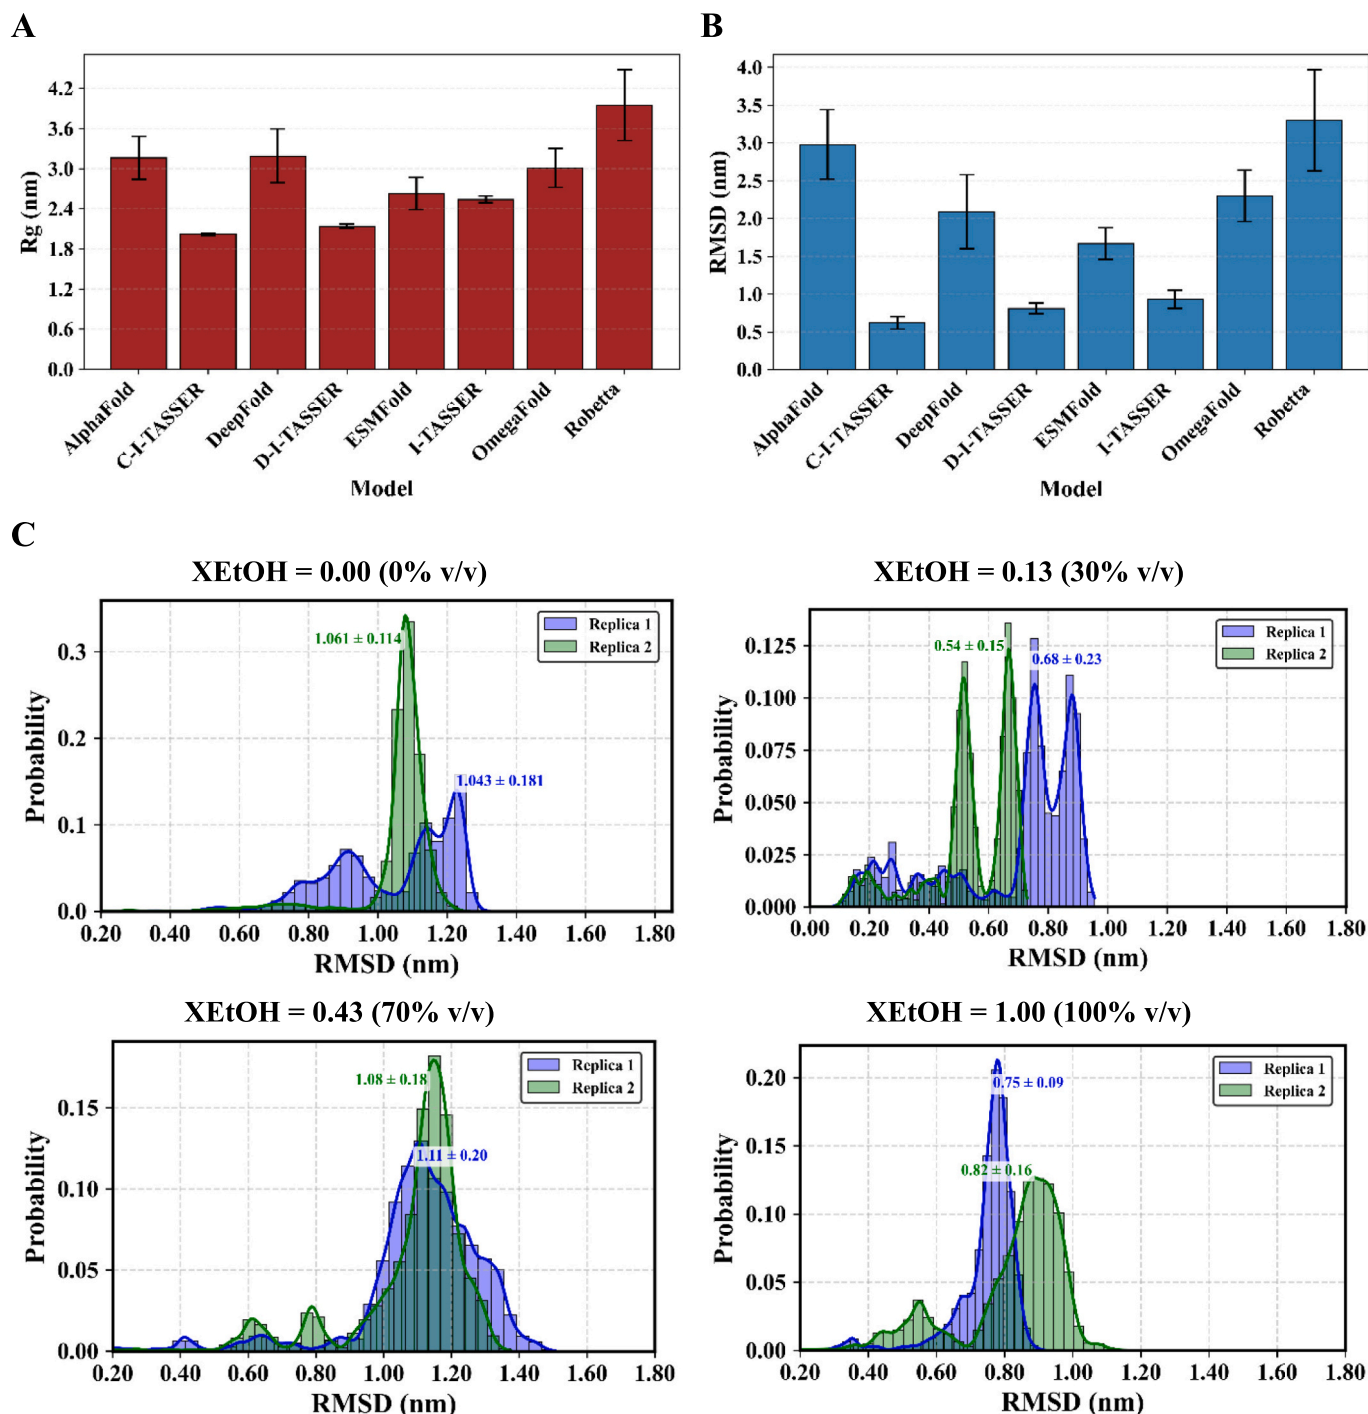 A
Rg (nm)
4.2
3.6
3.0
2.4
1.8
1.2
0.6
0.0
AlphaFold
C-I-TASSER
DeepFold
D-I-TASSER
ESMFold
I-TASSER
OmegaFold
Robetta
Model
B
RMSD (nm)
4.0
3.5
3.0
2.5
2.0
1.5
1.0
0.5
0.0
AlphaFold
C-I-TASSER
DeepFold
D-I-TASSER
ESMFold
I-TASSER
OmegaFold
Robetta
Model
C
XEtOH = 0.00 (0% v/v)
Probability
0.3
0.2
0.1
0.0
1.061 ± 0.114
1.043 ± 0.181
Replica 1
Replica 2
0.20 0.40 0.60 0.80 1.00 1.20 1.40 1.60 1.80
RMSD (nm)
XEtOH = 0.13 (30% v/v)
Probability
0.125
0.100
0.075
0.050
0.025
0.000
0.54 ± 0.15
0.68 ± 0.23
Replica 1
Replica 2
0.00 0.20 0.40 0.60 0.80 1.00 1.20 1.40 1.60 1.80
RMSD (nm)
XEtOH = 0.43 (70% v/v)
Probability
0.15
0.10
0.05
0.00
1.08 ± 0.18
1.11 ± 0.20
Replica 1
Replica 2
0.20 0.40 0.60 0.80 1.00 1.20 1.40 1.60 1.80
RMSD (nm)
XEtOH = 1.00 (100% v/v)
Probability
0.20
0.15
0.10
0.05
0.00
0.75 ± 0.09
0.82 ± 0.16
Replica 1
Replica 2
0.20 0.40 0.60 0.80 1.00 1.20 1.40 1.60 1.80
RMSD (nm)